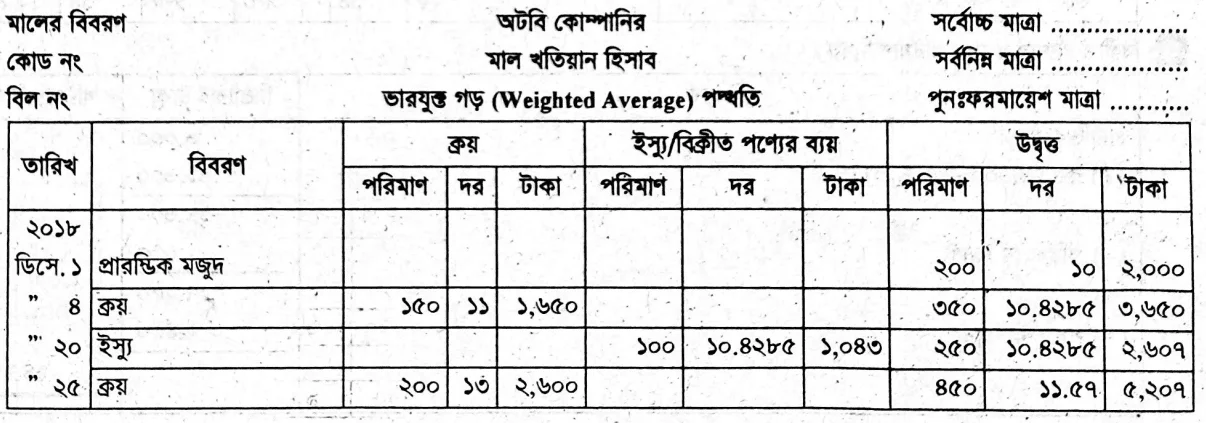 মালের বিবরণ অটবি কোম্পানির সর্বোচ্চ মাত্রা ..................
কোড নং মাল খতিয়ান হিসাব সর্বনিম্ন মাত্রা ..................
বিল নং ভারযুক্ত গড় (Weighted Average) পদ্ধতি পুনঃফরমায়েশ মাত্রা ...........
তারিখ বিবরণ ক্রয় ইস্যু/বিক্রীত পণ্যের ব্যয় উদ্বৃত্ত
পরিমাণ দর টাকা পরিমাণ দর টাকা পরিমাণ দর টাকা
২০১৮
ডিসে. ১ প্রারম্ভিক মজুদ ২০০ ১০ ২,০০০
" ৪ ক্রয় ১৫০ ১১ ১,৬৫০ ৩৫০ ১০.৪২৮৫ ৩,৬৫০
" ২০ ইস্যু ১০০ ১০.৪২৮৫ ১,০৪৩ ২৫০ ১০.৪২৮৫ ২,৬০৭
" ২৫ ক্রয় ২০০ ১৩ ২,৬০০ ৪৫০ ১১.৫৭ ৫,২০৭